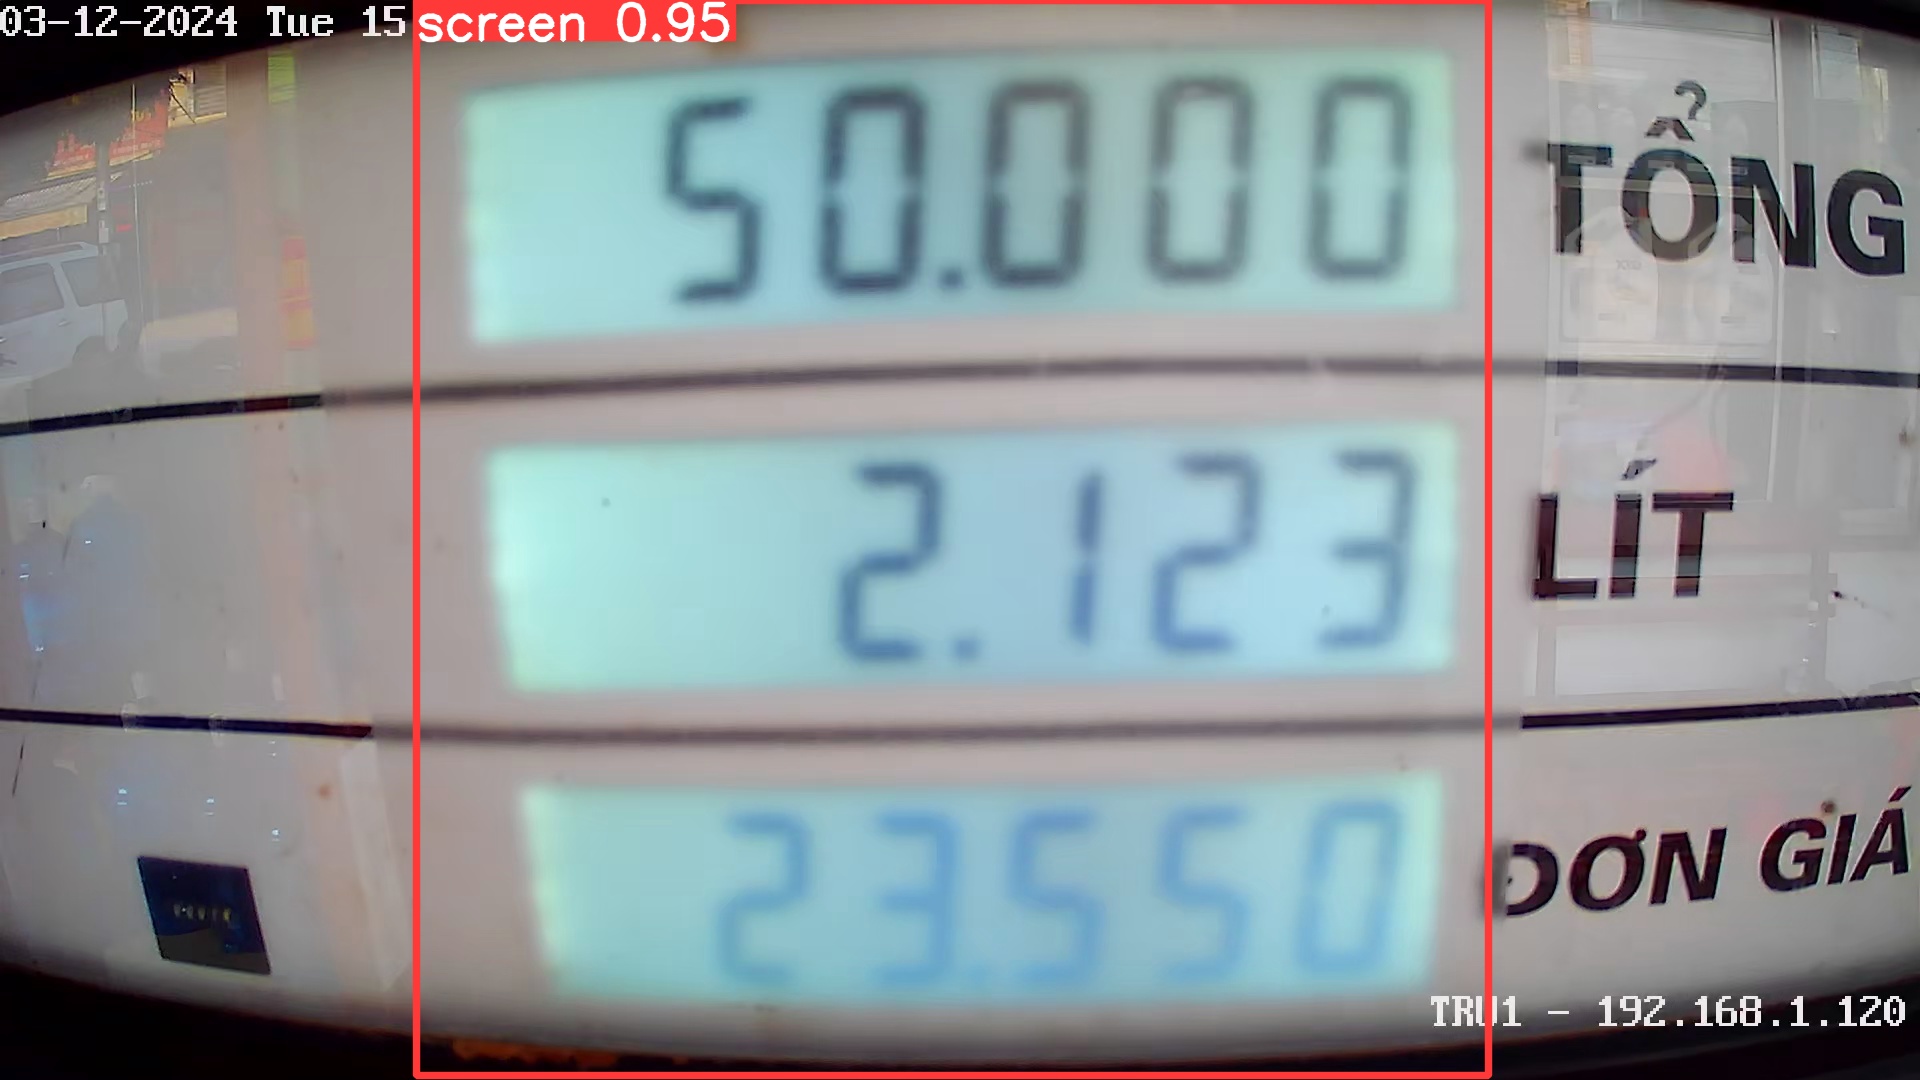 03-12-2024 Tue 15
screen 0.95
50.000
TỔNG
2.123
LÍT
23.550
ĐƠN GIÁ
TRU1 - 192.168.1.120